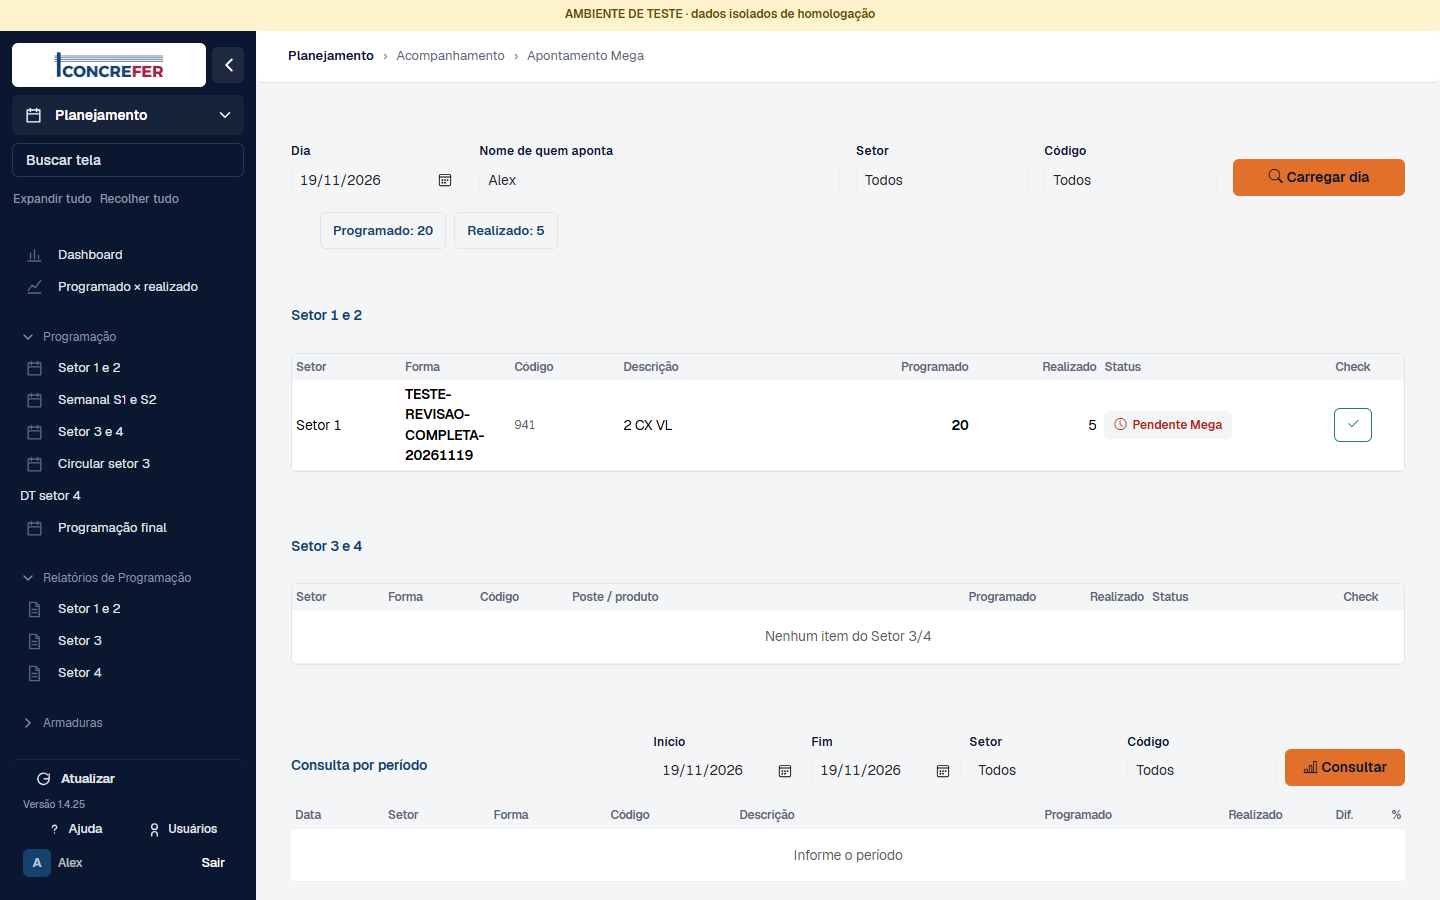 AMBIENTE DE TESTE · dados isolados de homologação
CONCREFER
Planejamento
Buscar tela
Expandir tudo Recolher tudo
Dashboard
Programado × realizado
Programação
Setor 1 e 2
Semanal S1 e S2
Setor 3 e 4
Circular setor 3
DT setor 4
Programação final
Relatórios de Programação
Setor 1 e 2
Setor 3
Setor 4
Armaduras
Atualizar
Versão 1.4.25
? Ajuda Usuários
A Alex Sair
Planejamento › Acompanhamento › Apontamento Mega
Dia Nome de quem aponta Setor Código
19/11/2026 Alex Todos Todos Carregar dia
Programado: 20 Realizado: 5
Setor 1 e 2
Setor Forma Código Descrição Programado Realizado Status Check
Setor 1 TESTE-REVISAO-COMPLETA-20261119 941 2 CX VL 20 5 Pendente Mega
Setor 3 e 4
Setor Forma Código Poste / produto Programado Realizado Status Check
Nenhum item do Setor 3/4
Consulta por período
Início Fim Setor Código
19/11/2026 19/11/2026 Todos Todos Consultar
Data Setor Forma Código Descrição Programado Realizado Dif. %
Informe o período